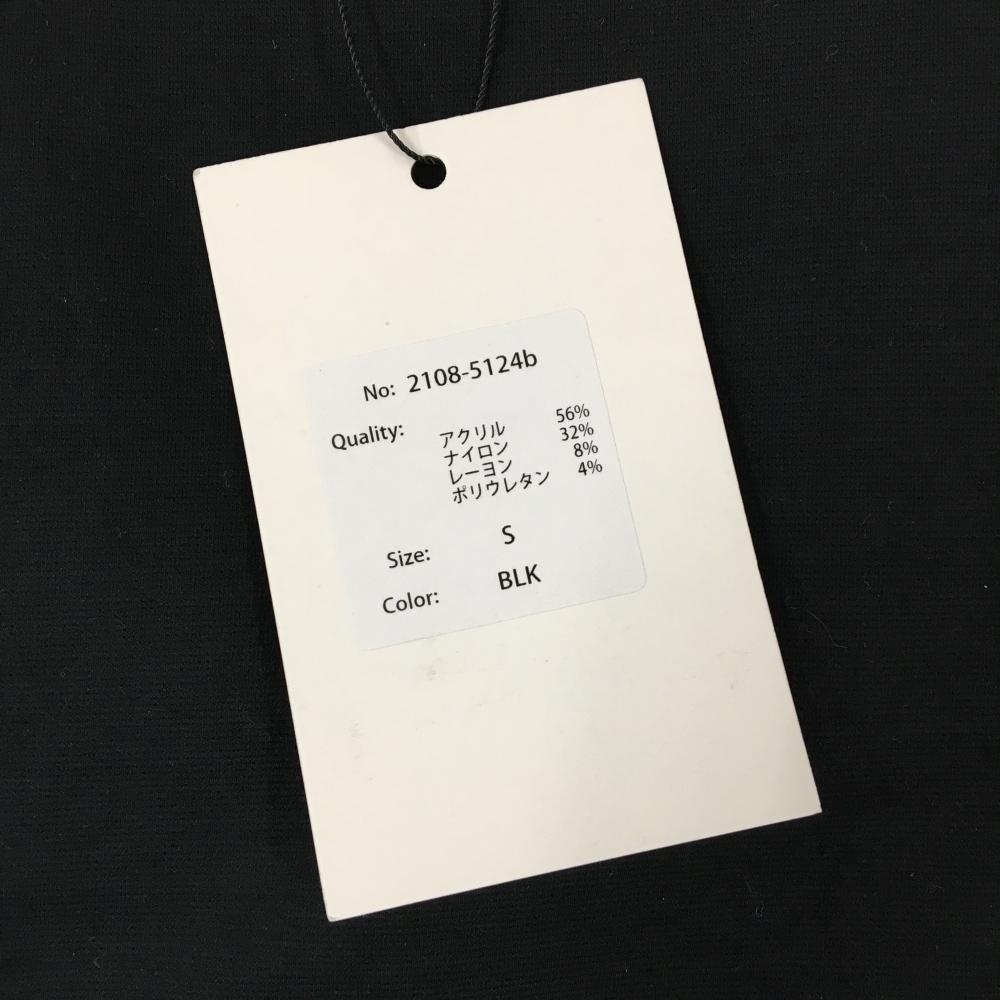 No: 2108-5124b
Quality:
アクリル 56%
ナイロン 32%
レーヨン 8%
ポリウレタン 4%
Size: S
Color: BLK